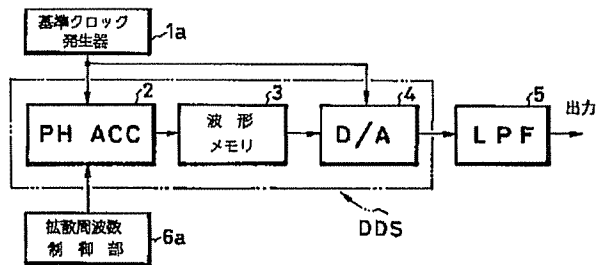 基準クロック
発生器
1a
2
3
4
5
PH ACC
波形
メモリ
D/A
LPF
出力
DDS
拡散周波数
制御部
6a